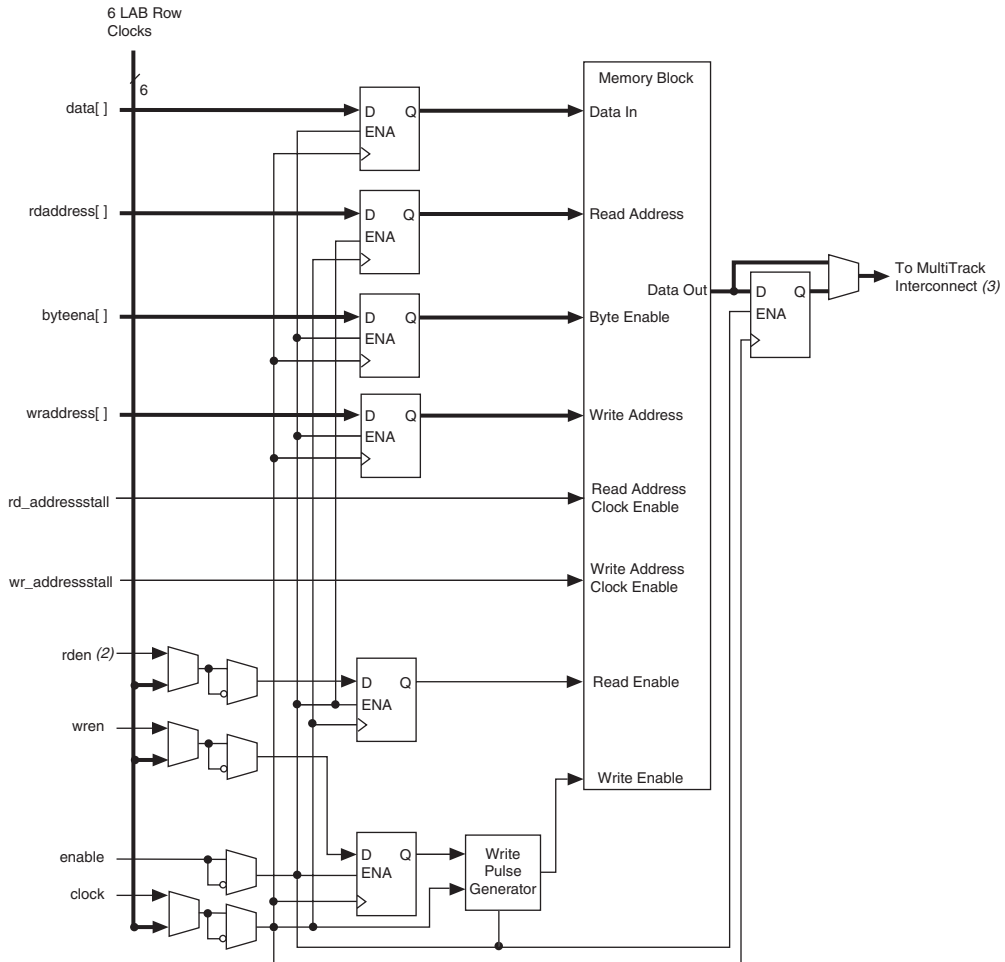 6 LAB Row
Clocks
6
data[ ]
D Q
ENA
Memory Block
Data In
rdaddress[ ]
D Q
ENA
Read Address
Data Out
D Q
ENA
To MultiTrack
Interconnect (3)
byteena[ ]
D Q
ENA
Byte Enable
wraddress[ ]
D Q
ENA
Write Address
rd_addressstall
Read Address
Clock Enable
wr_addressstall
Write Address
Clock Enable
rden (2)
D Q
ENA
Read Enable
wren
Write Enable
enable
D Q
ENA
Write
Pulse
Generator
clock